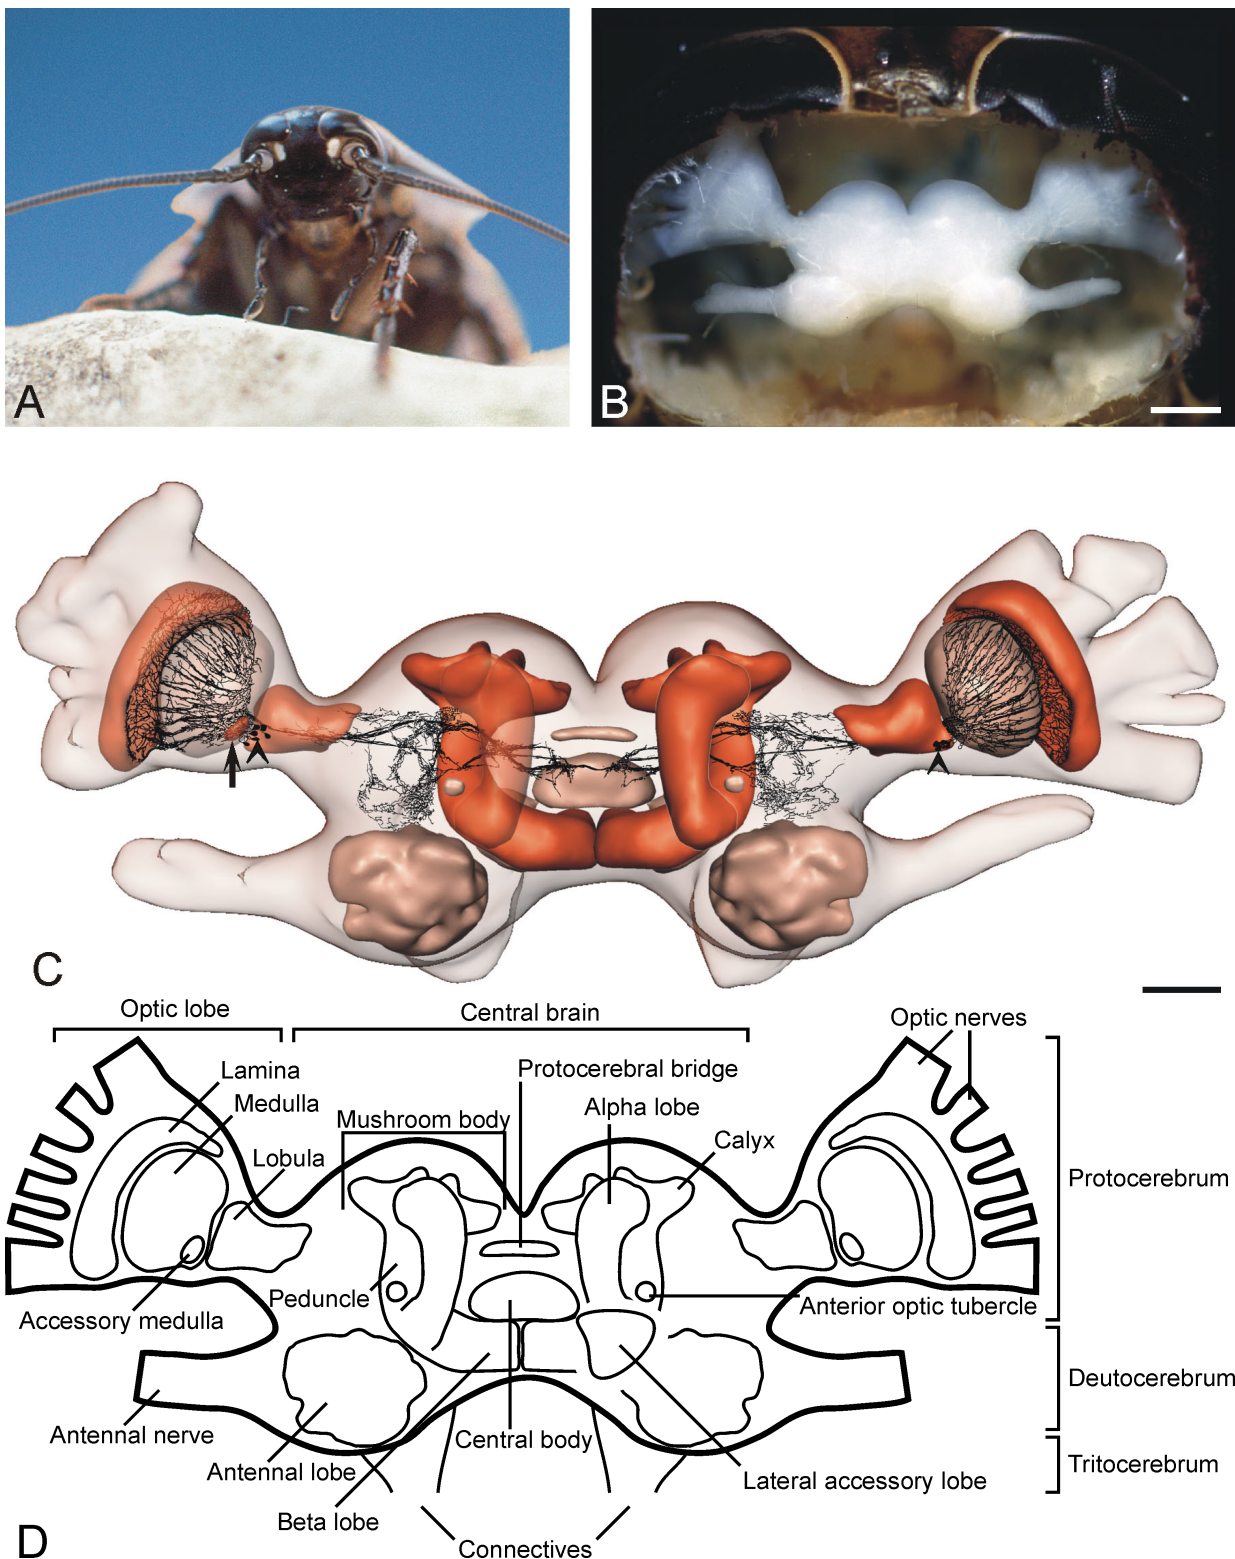 A
B
C
Optic lobe
Central brain
Optic nerves
Lamina
Protocerebral bridge
Medulla
Alpha lobe
Mushroom body
Calyx
Lobula
Protocerebrum
Peduncle
Anterior optic tubercle
Accessory medulla
Deutocerebrum
Antennal nerve
Central body
Antennal lobe
Lateral accessory lobe
Tritocerebrum
Beta lobe
Connectives
D